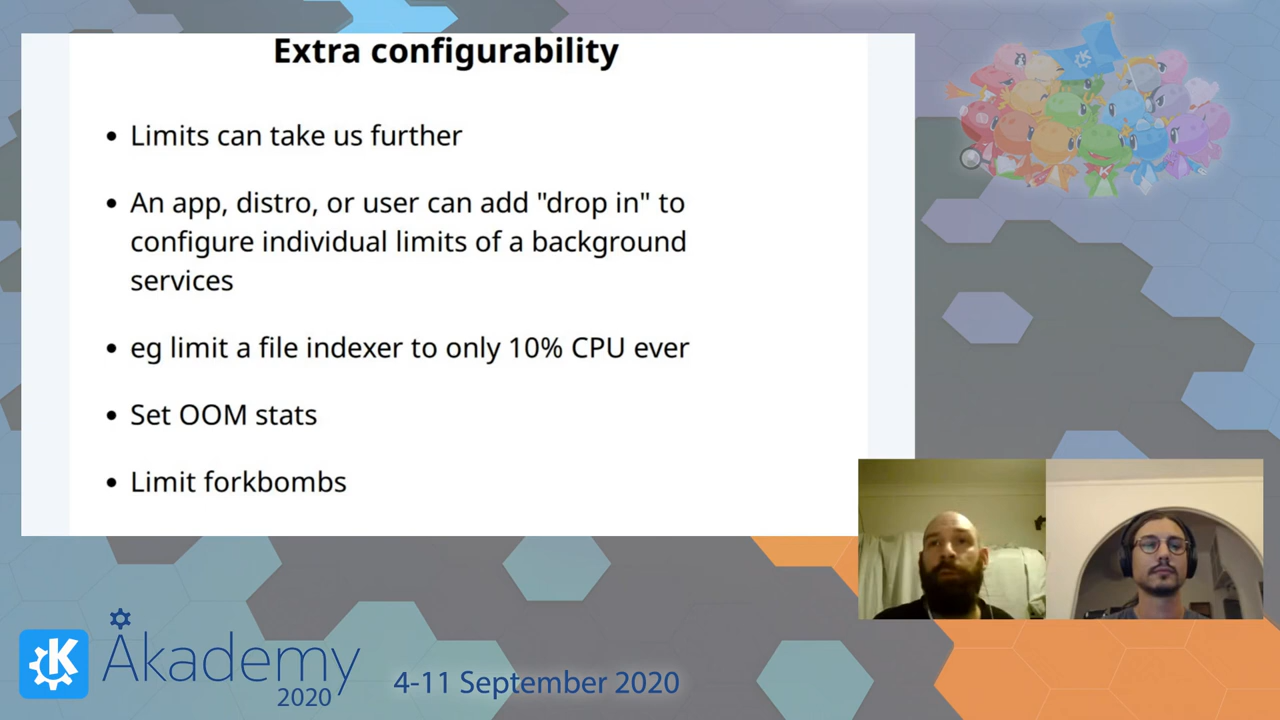 Extra configurability
• Limits can take us further
• An app, distro, or user can add "drop in" to
configure individual limits of a background
services
• eg limit a file indexer to only 10% CPU ever
• Set OOM stats
• Limit forkbombs
K
Akademy
2020
4-11 September 2020